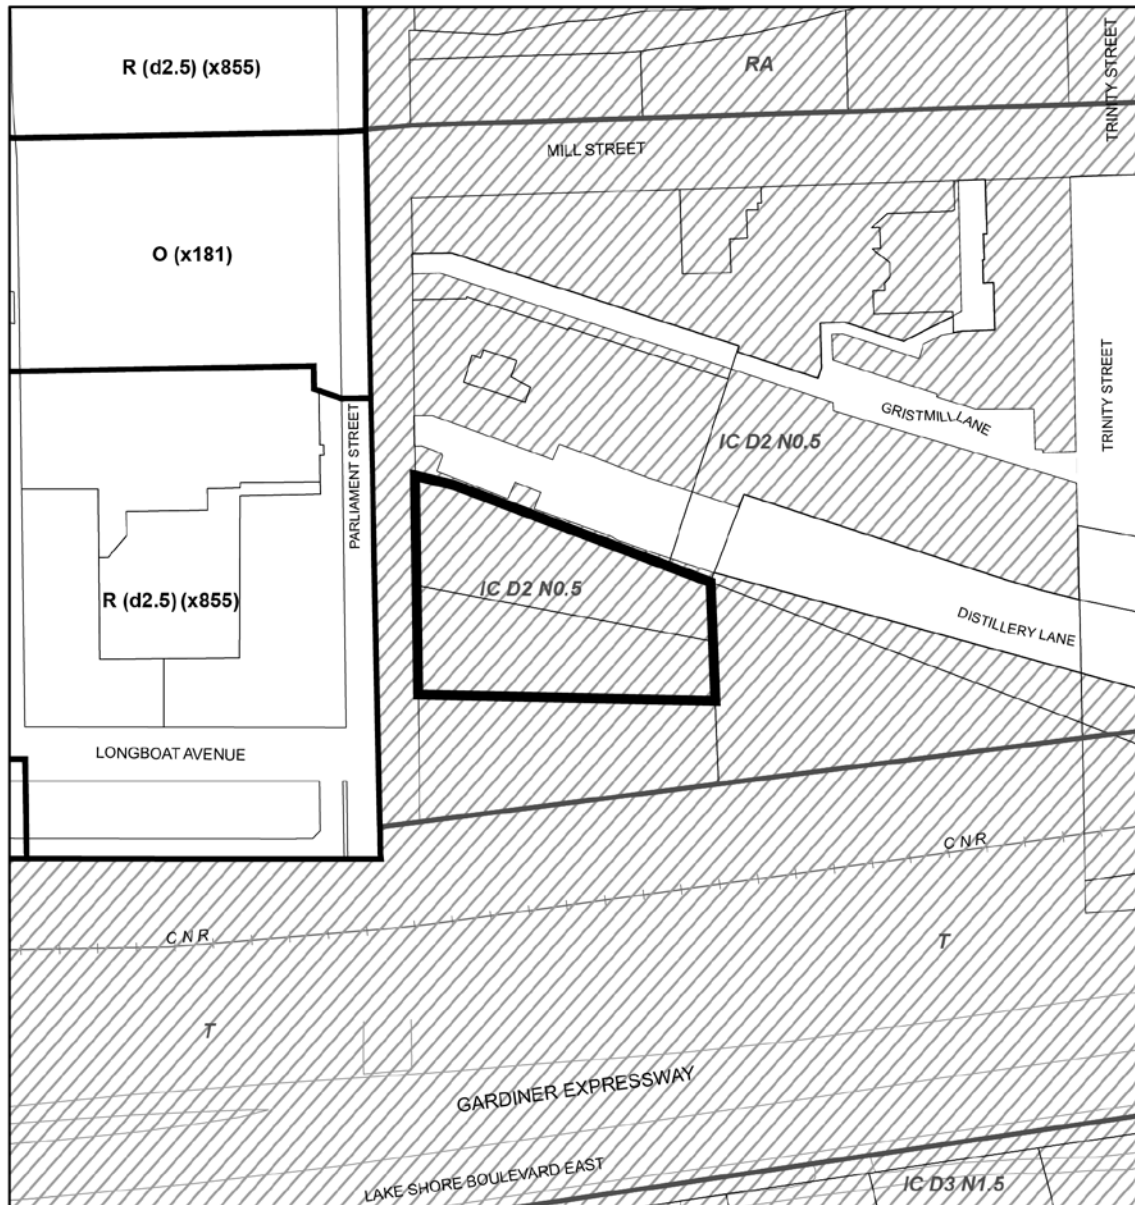 R (d2.5) (x855)
RA
TRINITY STREET
MILL STREET
O (x181)
GRISTMILL LANE
TRINITY STREET
IC D2 N0.5
PARLIAMENT STREET
IC D2 N0.5
R (d2.5) (x855)
DISTILLERY LANE
LONGBOAT AVENUE
C N R
C N R
T
T
GARDINER EXPRESSWAY
LAKE SHORE BOULEVARD EAST
IC D3 N1.5